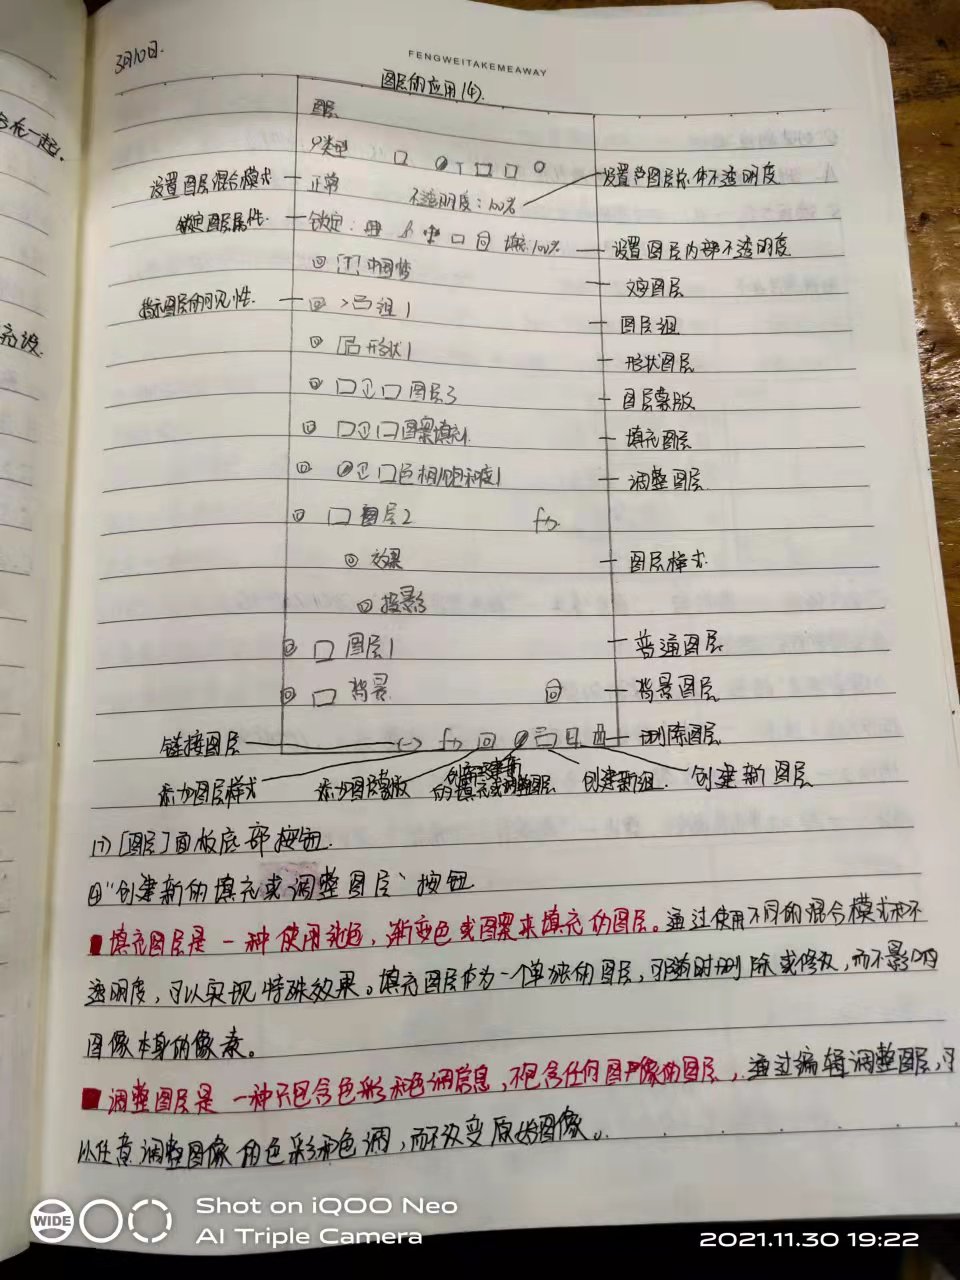 3月10日.
FENGWEITAKEMEAWAY
图层的应用(4).
图层
ρ类型 T
设置图层混合模式 正常 不透明度:100% 设置总图层总体不透明度
锁定图层属性. 锁定: 填充100% 设置图层内部不透明度
T 中国梦 文字图层
指示图层的可见性. >组1 图层组
形状1 形状图层
图层3 图层蒙版
图案填充1 填充图层
色相/饱和度1 调整图层
图层2 fx
效果 图层样式
投影
图层1 普通图层
背景 背景图层
链接图层 fx 删除图层
添加图层样式 添加图层蒙版 创建新的填充或调整图层 创建新组. 创建新图层
(7)[图层]面板底部按钮.
④"创建新的填充或调整图层"按钮
填充图层是一种使用纯色,渐变色或图案来填充的图层。通过使用不同的混合模式和不
透明度,可以实现特殊效果。填充图层作为一个单独的图层,可随时删除或修改,而不影响
图像本身的像素。
调整图层是一种只包含色彩和色调信息,不包含任何图像的图层,通过编辑调整图层,可
以任意调整图像的色彩和色调,而不改变原始图像。
在一起.
WIDE
Shot on iQOO Neo
AI Triple Camera
2021.11.30 19:22